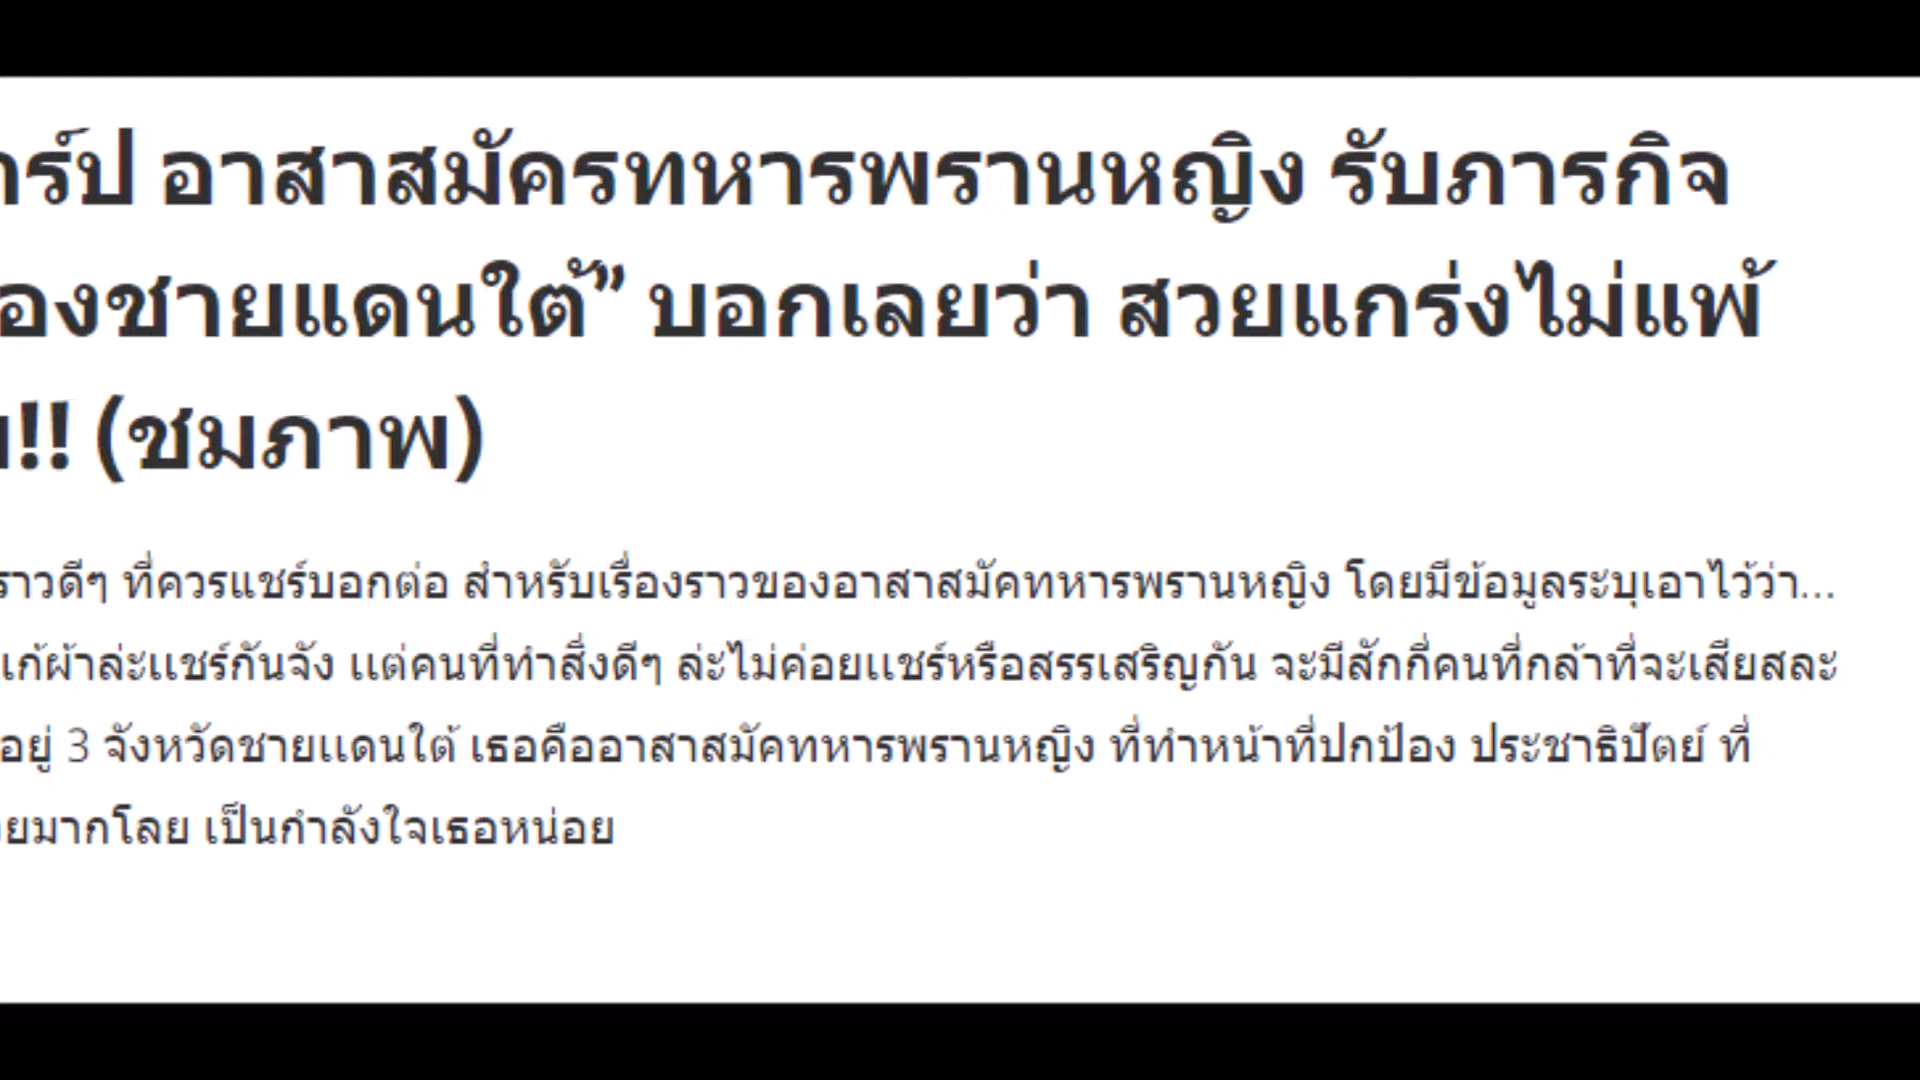 าร์ป อาสาสมัครทหารพรานหญิง รับภารกิจ
องชายแดนใต้” บอกเลยว่า สวยแกร่งไม่แพ้
!! (ชมภาพ)
ราวดีๆ ที่ควรแชร์บอกต่อ สำหรับเรื่องราวของอาสาสมัคทหารพรานหญิง โดยมีข้อมูลระบุเอาไว้ว่า...
แก้ผ้าล่ะแชร์กันจัง แต่คนที่ทำสิ่งดีๆ ล่ะไม่ค่อยแชร์หรือสรรเสริญกัน จะมีสักกี่คนที่กล้าที่จะเสียสละ
อยู่ 3 จังหวัดชายแดนใต้ เธอคืออาสาสมัคทหารพรานหญิง ที่ทำหน้าที่ปกป้อง ประชาธิปัตย์ ที่
ยมากโลย เป็นกำลังใจเธอหน่อย